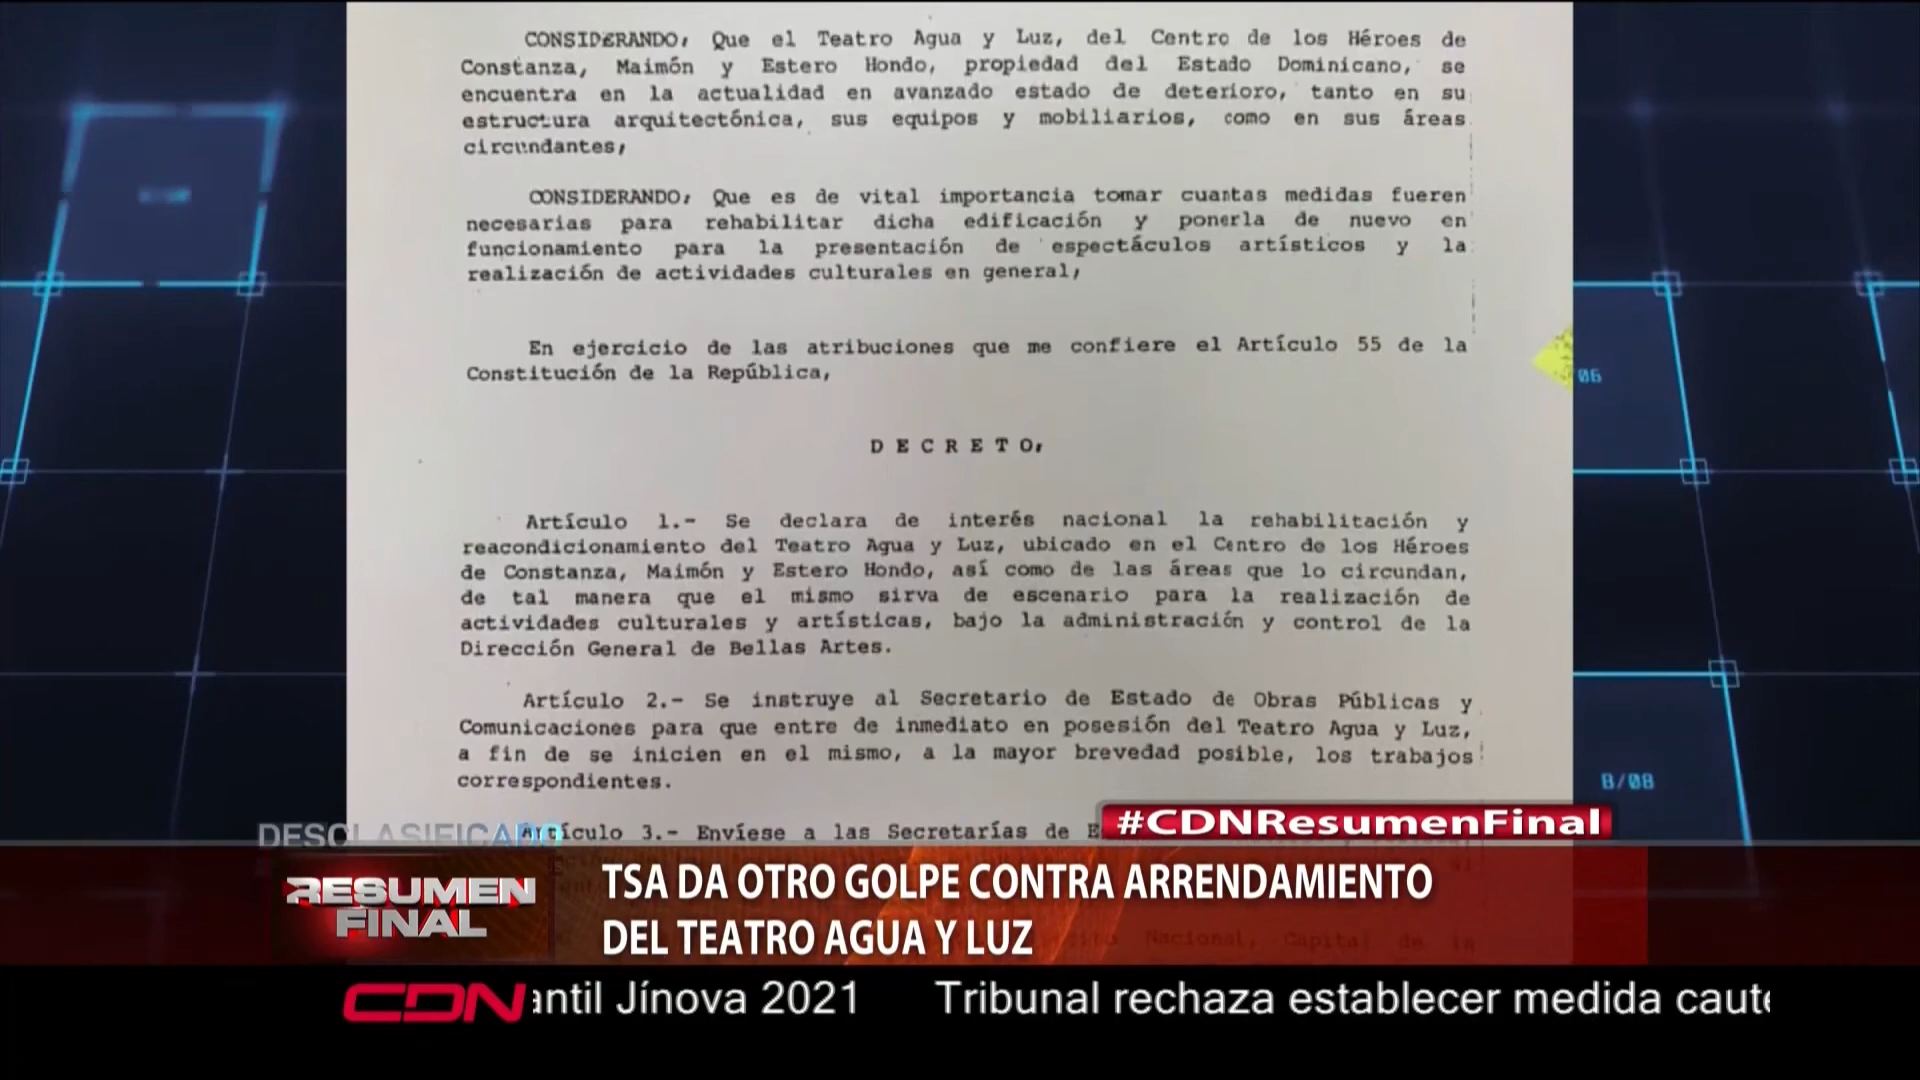 CONSIDERANDO, Que el Teatro Agua y Luz, del Centro de los Héroes de
Constanza, Maimón y Estero Hondo, propiedad del Estado Dominicano, se
encuentra en la actualidad en avanzado estado de deterioro, tanto en su
estructura arquitectónica, sus equipos y mobiliarios, como en sus áreas
circundantes,
CONSIDERANDO, Que es de vital importancia tomar cuantas medidas fueren
necesarias para rehabilitar dicha edificación y ponerla de nuevo en
funcionamiento para la presentación de espectáculos artísticos y la
realización de actividades culturales en general,
En ejercicio de las atribuciones que me confiere el Artículo 55 de la
Constitución de la República,
06
D E C R E T O,
Artículo 1.- Se declara de interés nacional la rehabilitación y
reacondicionamiento del Teatro Agua y Luz, ubicado en el Centro de los Héroes
de Constanza, Maimón y Estero Hondo, así como de las áreas que lo circundan,
de tal manera que el mismo sirva de escenario para la realización de
actividades culturales y artísticas, bajo la administración y control de la
Dirección General de Bellas Artes.
Artículo 2.- Se instruye al Secretario de Estado de Obras Públicas y
Comunicaciones para que entre de inmediato en posesión del Teatro Agua y Luz,
a fin de se inicien en el mismo, a la mayor brevedad posible, los trabajos
correspondientes.
B/08
Artículo 3.- Envíese a las Secretarías de E
#CDNResumenFinal
DESCLASIFICADO
RESUMEN
FINAL
TSA DA OTRO GOLPE CONTRA ARRENDAMIENTO
DEL TEATRO AGUA Y LUZ
Nacional, Capital de la
CDN antil Jínova 2021 Tribunal rechaza establecer medida caute